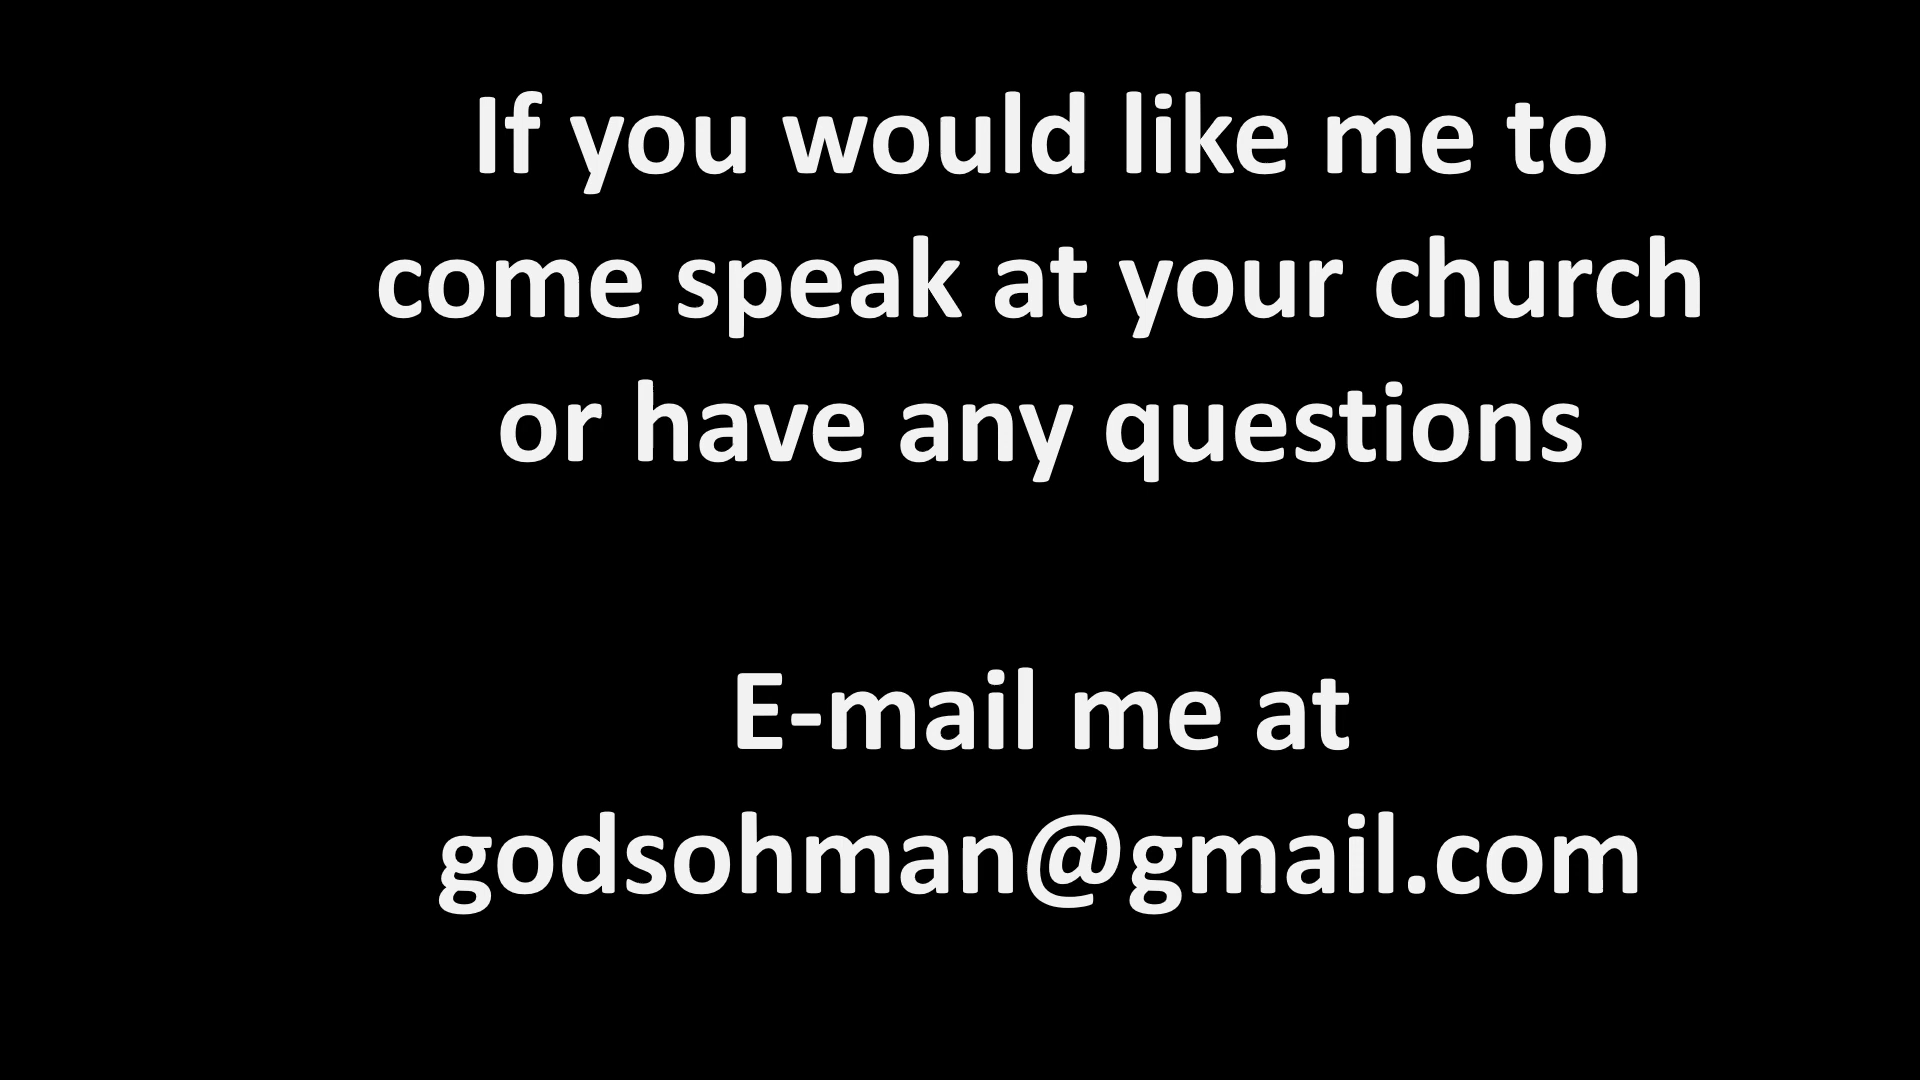 If you would like me to
come speak at your church
or have any questions
E-mail me at
godsohman@gmail.com